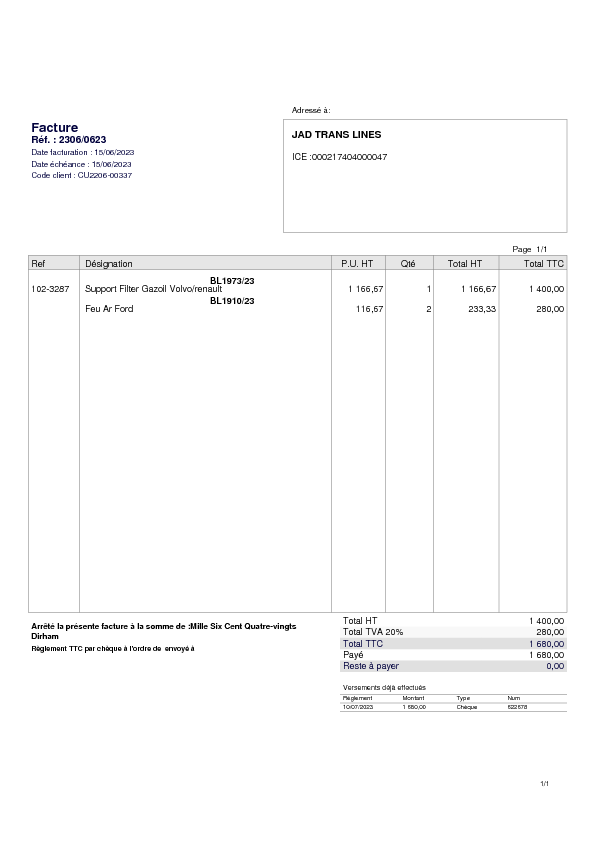 Adressé à:
Facture
Réf. : 2306/0623
Date facturation : 15/06/2023
Date échéance : 15/06/2023
Code client : CU2206-00337
JAD TRANS LINES
ICE :000217404000047
Page 1/1
Ref Désignation P.U. HT Qté Total HT Total TTC
BL1973/23
102-3287 Support Filter Gazoil Volvo/renault 1 166,67 1 1 166,67 1 400,00
BL1910/23
Feu Ar Ford 116,67 2 233,33 280,00
Arrêté la présente facture à la somme de :Mille Six Cent Quatre-vingts
Dirham
Règlement TTC par chèque à l'ordre de envoyé à
Total HT 1 400,00
Total TVA 20% 280,00
Total TTC 1 680,00
Payé 1 680,00
Reste à payer 0,00
Versements déjà effectués
Règlement Montant Type Num
10/07/2023 1 680,00 Chèque
1/1